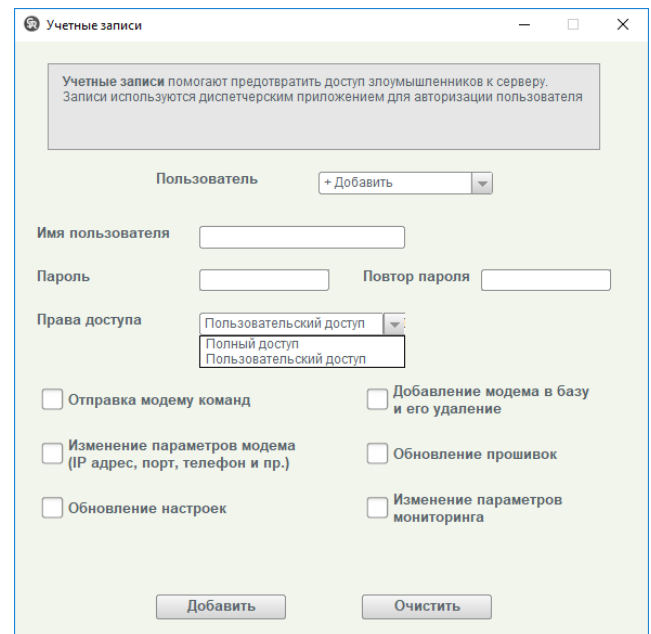 Учетные записи
Учетные записи помогают предотвратить доступ злоумышленников к серверу.
Записи используются диспетчерским приложением для авторизации пользователя
Пользователь
+ Добавить
Имя пользователя
Пароль
Повтор пароля
Права доступа
Пользовательский доступ
Полный доступ
Пользовательский доступ
Отправка модему команд
Добавление модема в базу
и его удаление
Изменение параметров модема
(IP адрес, порт, телефон и пр.)
Обновление прошивок
Обновление настроек
Изменение параметров
мониторинга
Добавить
Очистить